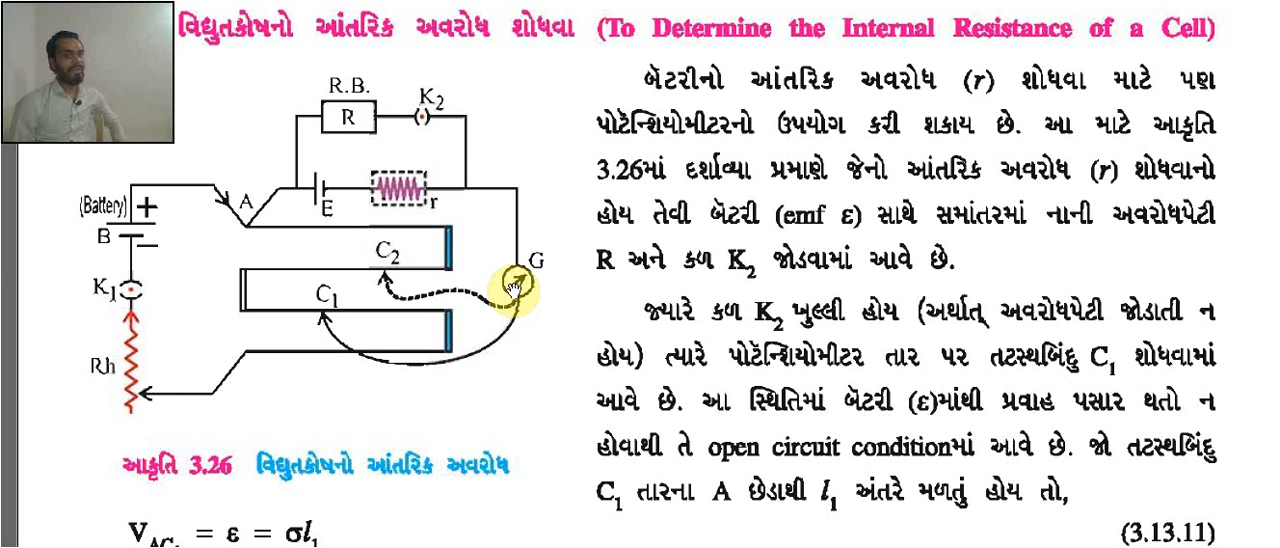 વિદ્યુતકોષનો આંતરિક અવરોધ શોધવા (To Determine the Internal Resistance of a Cell)
R.B.
R
K2
E
r
(Battery) +
A
B
−
C2
G
K1
C1
Rh
આકૃતિ 3.26 વિદ્યુતકોષનો આંતરિક અવરોધ
VAC1 = ε = σl1
બૅટરીનો આંતરિક અવરોધ (r) શોધવા માટે પણ
પોટૅન્શિયોમીટરનો ઉપયોગ કરી શકાય છે. આ માટે આકૃતિ
3.26માં દર્શાવ્યા પ્રમાણે જેનો આંતરિક અવરોધ (r) શોધવાનો
હોય તેવી બૅટરી (emf ε) સાથે સમાંતરમાં નાની અવરોધપેટી
R અને કળ K2 જોડવામાં આવે છે.
જ્યારે કળ K2 ખુલ્લી હોય (અર્થાત્ અવરોધપેટી જોડાતી ન
હોય) ત્યારે પોટૅન્શિયોમીટર તાર પર તટસ્થબિંદુ C1 શોધવામાં
આવે છે. આ સ્થિતિમાં બૅટરી (ε)માંથી પ્રવાહ પસાર થતો ન
હોવાથી તે open circuit conditionમાં આવે છે. જો તટસ્થબિંદુ
C1 તારના A છેડાથી l1 અંતરે મળતું હોય તો,
(3.13.11)